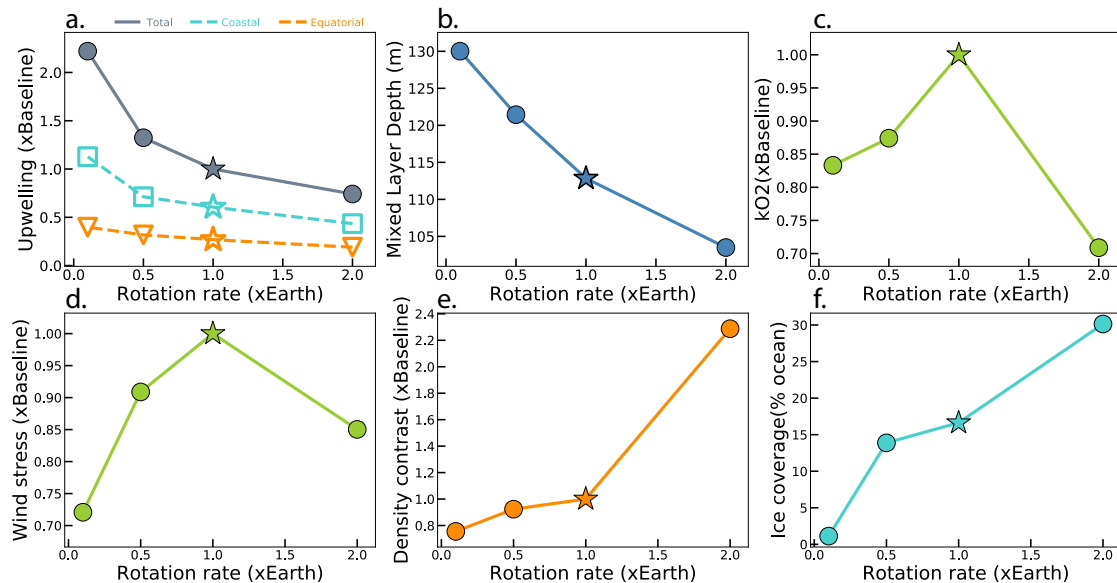 a.
Total Coastal Equatorial
Upwelling (xBaseline)
2.0
1.5
1.0
0.5
0.0
0.0 0.5 1.0 1.5 2.0
Rotation rate (xEarth)
b.
Mixed Layer Depth (m)
130
125
120
115
110
105
0.0 0.5 1.0 1.5 2.0
Rotation rate (xEarth)
c.
kO2(xBaseline)
1.00
0.95
0.90
0.85
0.80
0.75
0.70
0.0 0.5 1.0 1.5 2.0
Rotation rate (xEarth)
d.
Wind stress (xBaseline)
1.00
0.95
0.90
0.85
0.80
0.75
0.70
0.0 0.5 1.0 1.5 2.0
Rotation rate (xEarth)
e.
Density contrast (xBaseline)
2.4
2.2
2.0
1.8
1.6
1.4
1.2
1.0
0.8
0.0 0.5 1.0 1.5 2.0
Rotation rate (xEarth)
f.
Ice coverage(% ocean)
30
25
20
15
10
5
0
0.0 0.5 1.0 1.5 2.0
Rotation rate (xEarth)